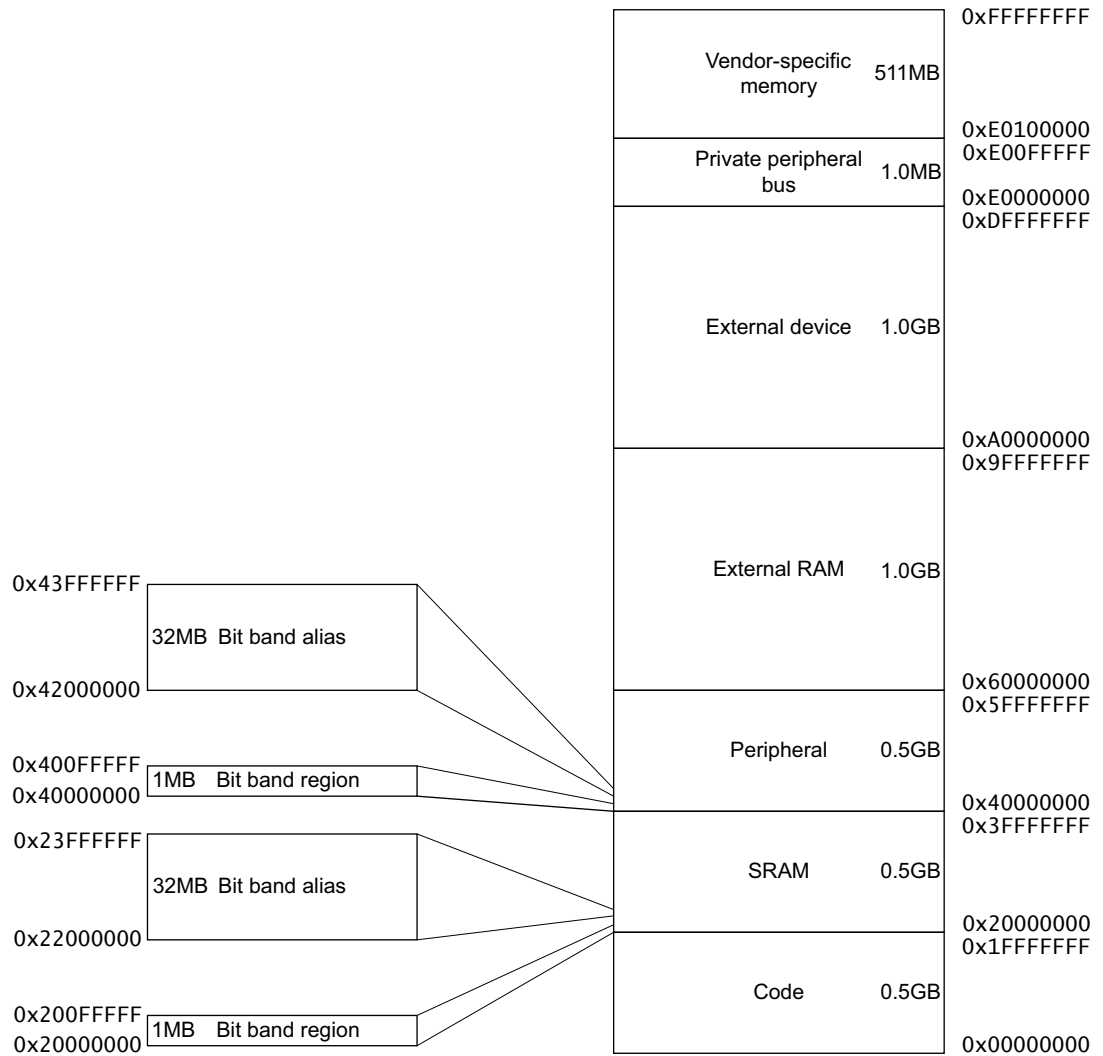 0xFFFFFFFF
Vendor-specific
memory
511MB
0xE0100000
0xE00FFFFF
Private peripheral
bus
1.0MB
0xE0000000
0xDFFFFFFF
External device
1.0GB
0xA0000000
0x9FFFFFFF
External RAM
1.0GB
0x43FFFFFF
32MB Bit band alias
0x42000000
0x60000000
0x5FFFFFFF
Peripheral
0.5GB
0x400FFFFF
1MB Bit band region
0x40000000
0x40000000
0x3FFFFFFF
0x23FFFFFF
32MB Bit band alias
0x22000000
SRAM
0.5GB
0x20000000
0x1FFFFFFF
Code
0.5GB
0x200FFFFF
1MB Bit band region
0x20000000
0x00000000